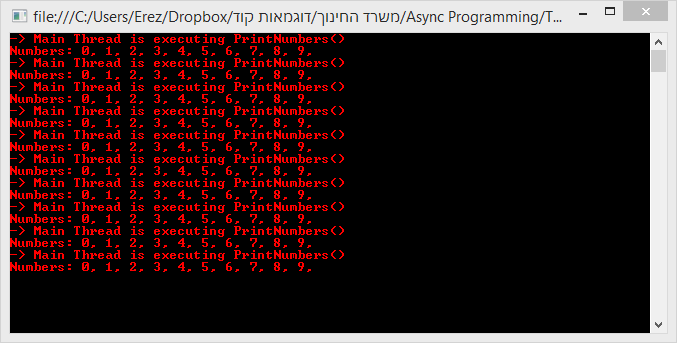 file:///C:/Users/Erez/Dropbox/משרד החינוך/דוגמאות קוד/Async Programming/T...
-> Main Thread is executing PrintNumbers()
Numbers: 0, 1, 2, 3, 4, 5, 6, 7, 8, 9,
-> Main Thread is executing PrintNumbers()
Numbers: 0, 1, 2, 3, 4, 5, 6, 7, 8, 9,
-> Main Thread is executing PrintNumbers()
Numbers: 0, 1, 2, 3, 4, 5, 6, 7, 8, 9,
-> Main Thread is executing PrintNumbers()
Numbers: 0, 1, 2, 3, 4, 5, 6, 7, 8, 9,
-> Main Thread is executing PrintNumbers()
Numbers: 0, 1, 2, 3, 4, 5, 6, 7, 8, 9,
-> Main Thread is executing PrintNumbers()
Numbers: 0, 1, 2, 3, 4, 5, 6, 7, 8, 9,
-> Main Thread is executing PrintNumbers()
Numbers: 0, 1, 2, 3, 4, 5, 6, 7, 8, 9,
-> Main Thread is executing PrintNumbers()
Numbers: 0, 1, 2, 3, 4, 5, 6, 7, 8, 9,
-> Main Thread is executing PrintNumbers()
Numbers: 0, 1, 2, 3, 4, 5, 6, 7, 8, 9,
-> Main Thread is executing PrintNumbers()
Numbers: 0, 1, 2, 3, 4, 5, 6, 7, 8, 9,